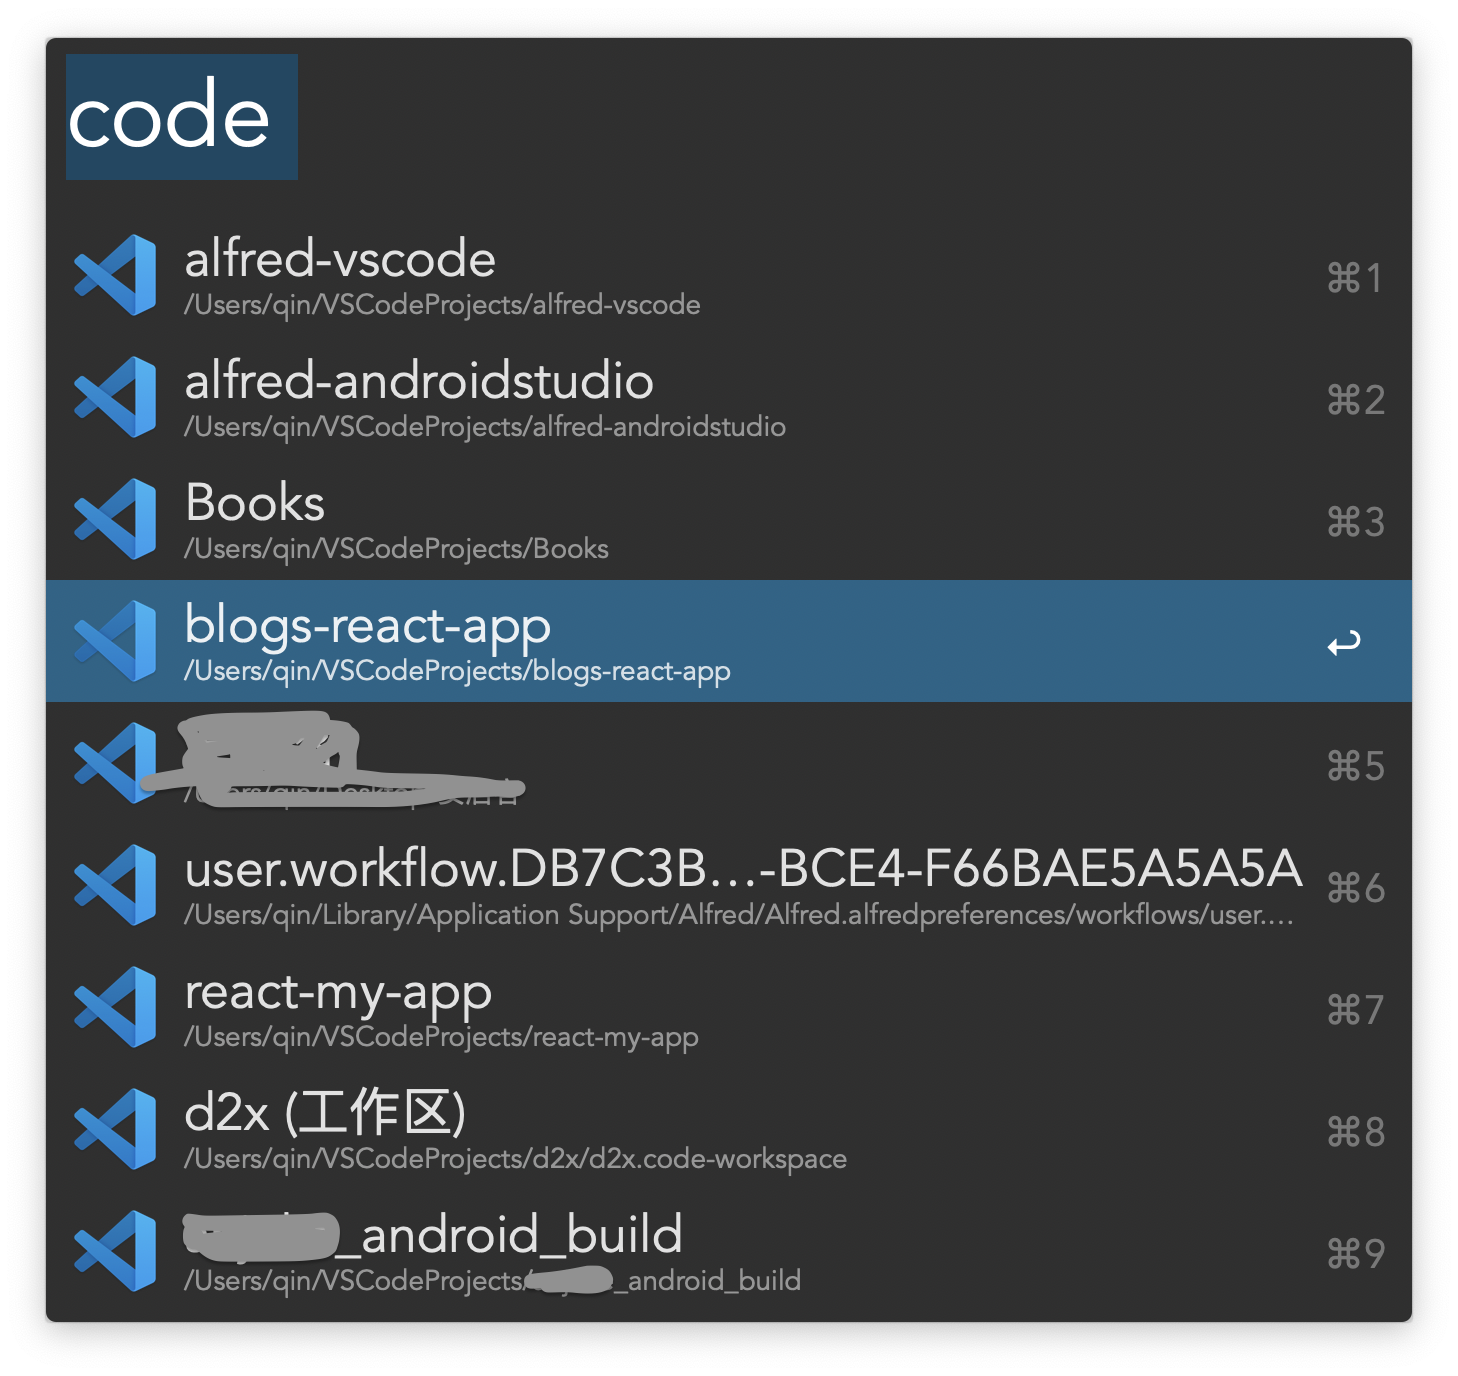 code
alfred-vscode
/Users/qin/VSCodeProjects/alfred-vscode
⌘1
alfred-androidstudio
/Users/qin/VSCodeProjects/alfred-androidstudio
⌘2
Books
/Users/qin/VSCodeProjects/Books
⌘3
blogs-react-app
/Users/qin/VSCodeProjects/blogs-react-app
↩
⌘5
user.workflow.DB7C3B...-BCE4-F66BAE5A5A5A
/Users/qin/Library/Application Support/Alfred/Alfred.alfredpreferences/workflows/user....
⌘6
react-my-app
/Users/qin/VSCodeProjects/react-my-app
⌘7
d2x (工作区)
/Users/qin/VSCodeProjects/d2x/d2x.code-workspace
⌘8
_android_build
/Users/qin/VSCodeProjects/ _android_build
⌘9